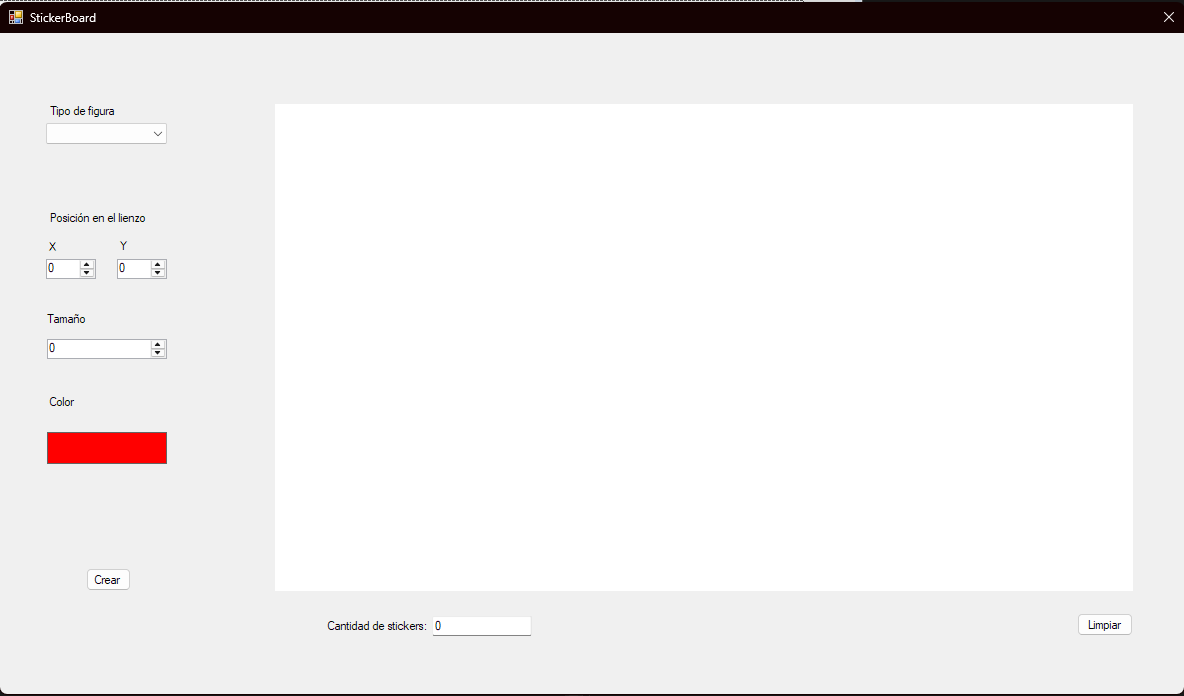 StickerBoard
Tipo de figura
Posición en el lienzo
X Y
0 0
Tamaño
0
Color
Crear
Cantidad de stickers: 0
Limpiar